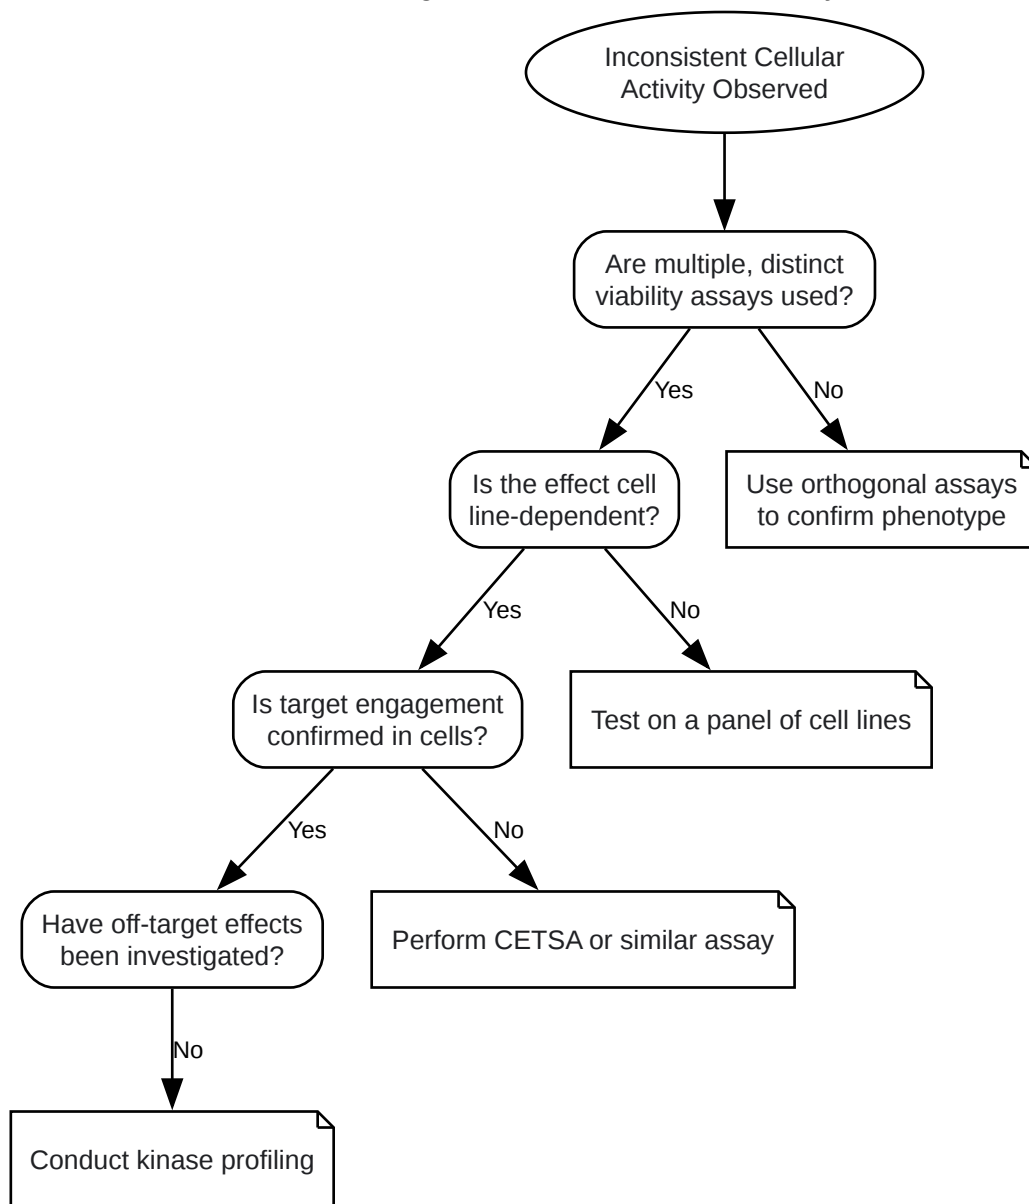 Inconsistent Cellular
Activity Observed
Are multiple, distinct
viability assays used?
Yes
No
Is the effect cell
line-dependent?
Use orthogonal assays
to confirm phenotype
Yes
No
Is target engagement
confirmed in cells?
Test on a panel of cell lines
Yes
No
Have off-target effects
been investigated?
Perform CETSA or similar assay
No
Conduct kinase profiling